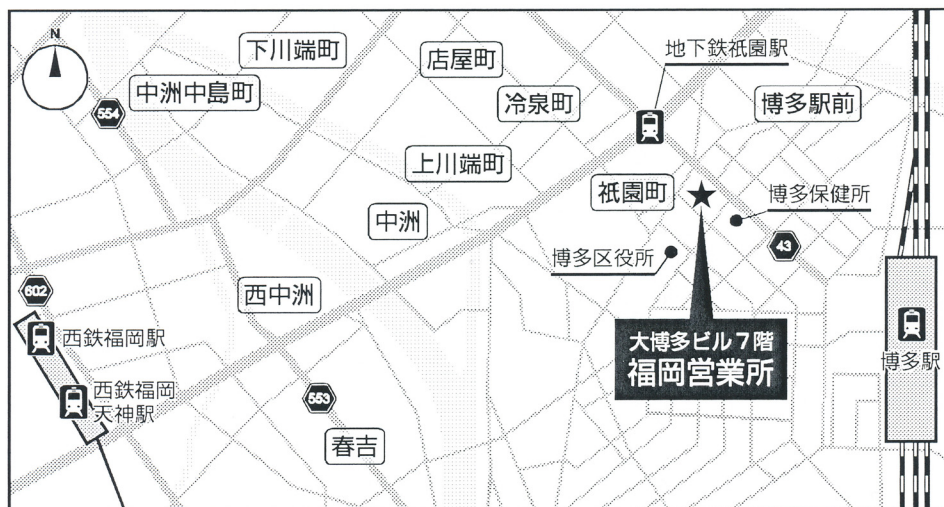 N
下川端町
店屋町
地下鉄祇園駅
中洲中島町
冷泉町
博多駅前
554
上川端町
祇園町
博多保健所
中洲
43
博多区役所
602
西中洲
西鉄福岡駅
大博多ビル7階
福岡営業所
博多駅
西鉄福岡
天神駅
553
春吉